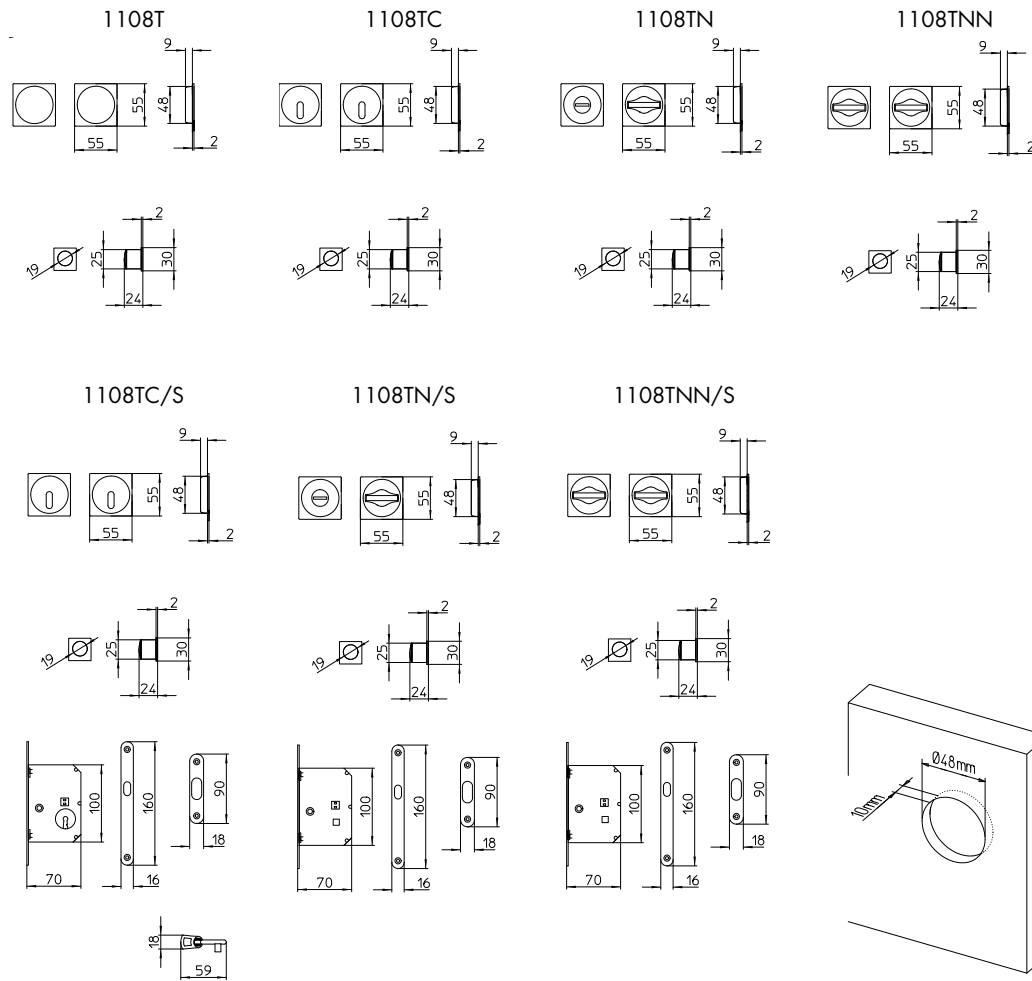 1108T 1108TC 1108TN 1108TNN
9 9 9 9
48 55 48 55 48 55 48 55
55 2 55 2 55 2 55 2
2 2 2 2
19 25 30 19 25 30 19 25 30 19 25 30
24 24 24 24
1108TC/S 1108TN/S 1108TNN/S
9 9 9
55 48 55 48 55 48
55 2 55 2 55 2
2 2 2
19 25 30 19 25 30 19 25 30
24 24 24
Ø48mm
10mm
100 160 90 100 160 90 100 160 90
18 18 18
70 16 70 16 70 16
18
59